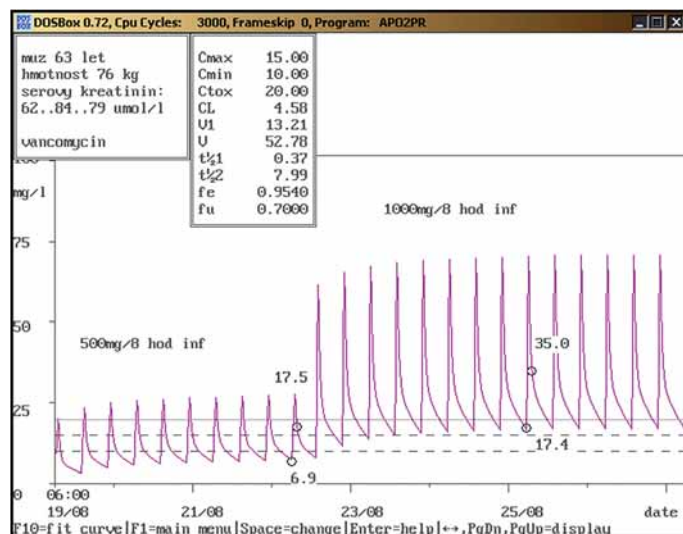 DOSBox 0.72, Cpu Cycles: 3000, Frameskip 0, Program: APO2PR
muz 63 let
hmotnost 76 kg
serovy kreatinin:
62..84..79 umol/l
vancomycin
Cmax 15.00
Cmin 10.00
Ctox 20.00
CL 4.58
V1 13.21
V 52.78
t½1 0.37
t½2 7.99
fe 0.9540
fu 0.7000
100
mg/l
75
50
25
0
1000mg/8 hod inf
500mg/8 hod inf
17.5
35.0
6.9
17.4
06:00
19/08
21/08
23/08
25/08
date
F10=fit curve|F1=main menu|Space=change|Enter=help|↔,PgDn,PgUp=display